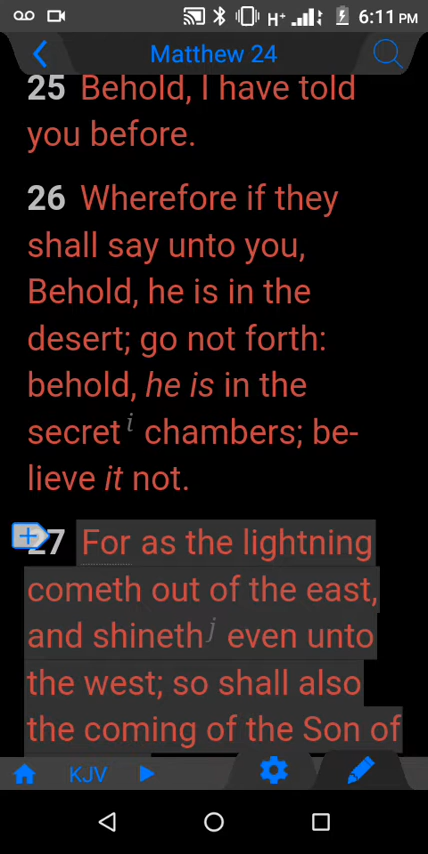 H+ 6:11 PM
Matthew 24
25 Behold, I have told
you before.
26 Wherefore if they
shall say unto you,
Behold, he is in the
desert; go not forth:
behold, he is in the
secret i chambers; be-
lieve it not.
27 For as the lightning
cometh out of the east,
and shineth j even unto
the west; so shall also
the coming of the Son of
KJV